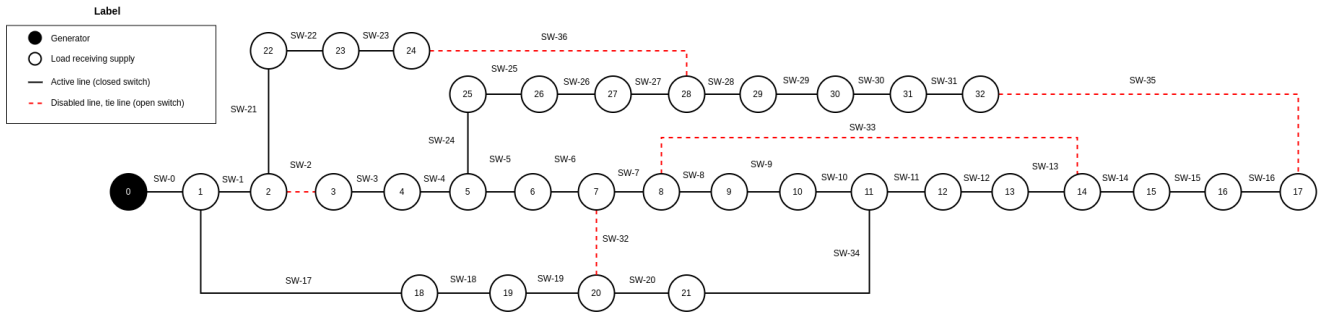 Label
Generator
Load receiving supply
Active line (closed switch)
Disabled line, tie line (open switch)
22 SW-22 23 SW-23 24 SW-36
SW-21
25 SW-25 26 SW-26 27 SW-27 28 SW-28 29 SW-29 30 SW-30 31 SW-31 32 SW-35
SW-24
SW-33
0 SW-0 1 SW-1 2 SW-2 3 SW-3 4 SW-4 5 SW-5 6 SW-6 7 SW-7 8 SW-8 9 SW-9 10 SW-10 11 SW-11 12 SW-12 13 SW-13 14 SW-14 15 SW-15 16 SW-16 17
SW-32
SW-34
SW-17 18 SW-18 19 SW-19 20 SW-20 21